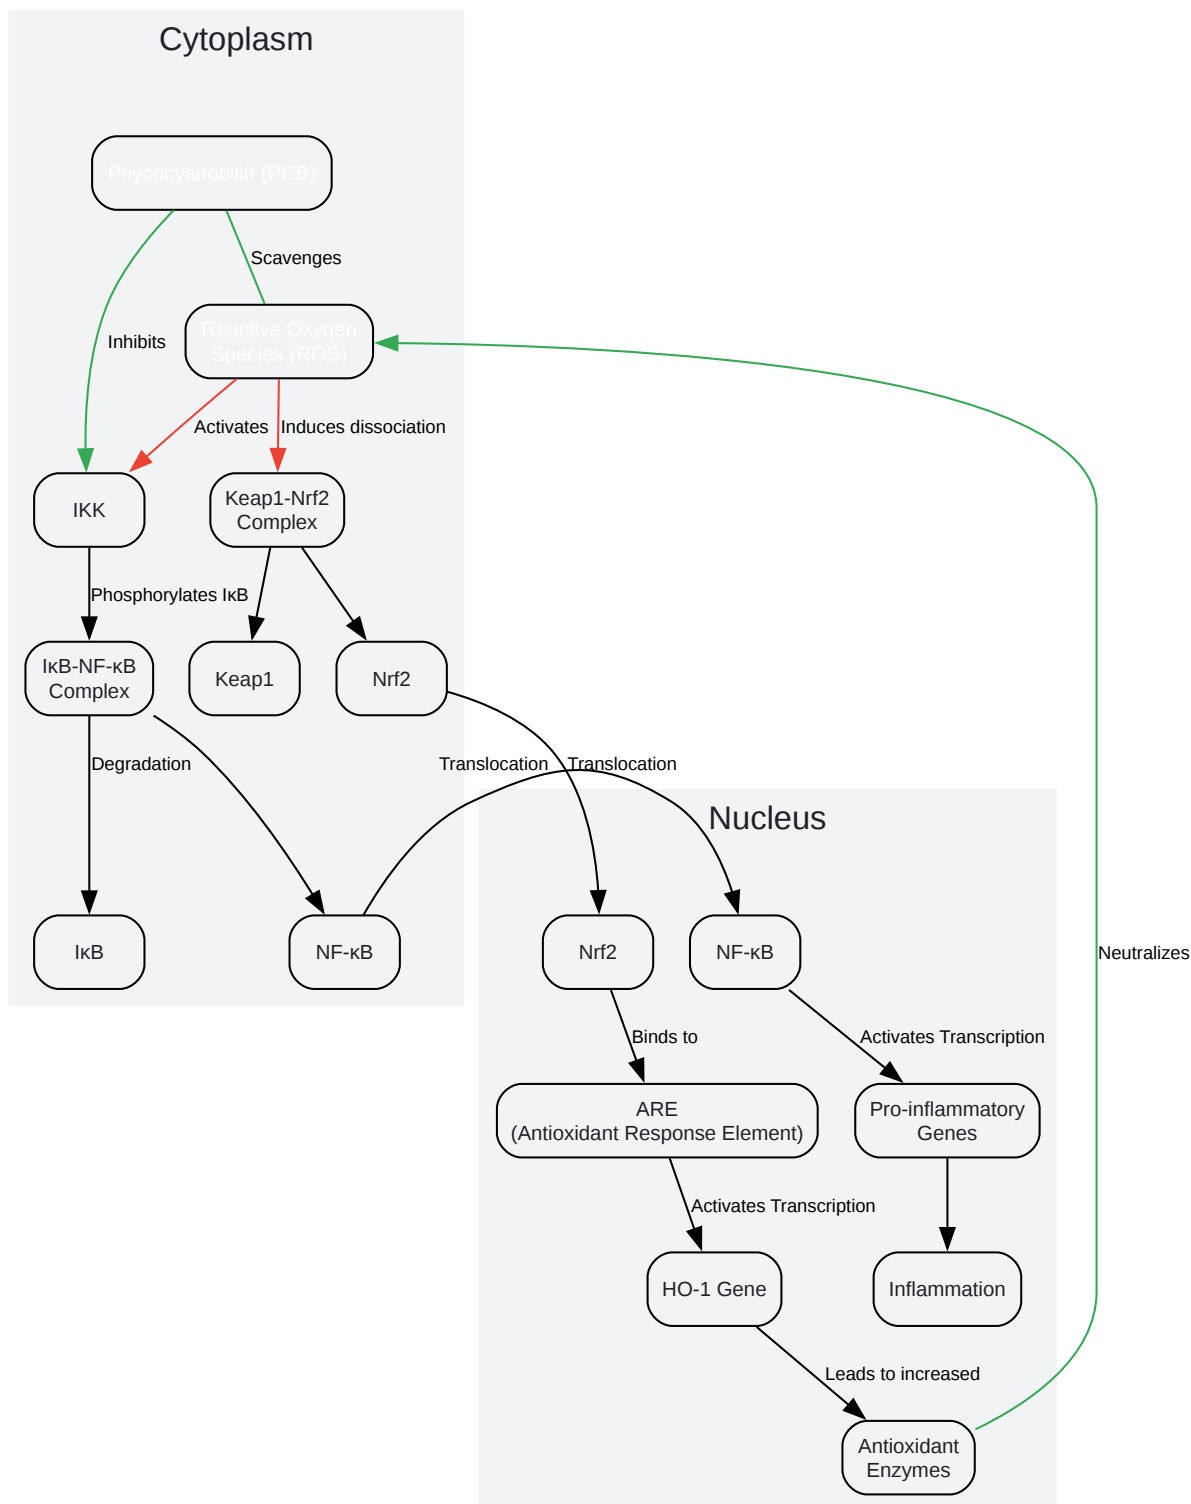 Cytoplasm
Phycocyanobilin (PCB)
Scavenges
Inhibits
Reactive Oxygen
Species (ROS)
Activates
Induces dissociation
IKK
Keap1-Nrf2
Complex
Phosphorylates IκB
IκB-NF-κB
Complex
Keap1
Nrf2
Degradation
Translocation
Translocation
Nucleus
IκB
NF-κB
Nrf2
NF-κB
Neutralizes
Binds to
Activates Transcription
ARE
(Antioxidant Response Element)
Pro-inflammatory
Genes
Activates Transcription
HO-1 Gene
Inflammation
Leads to increased
Antioxidant
Enzymes